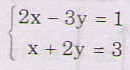 2x - 3y = 1
x + 2y = 3